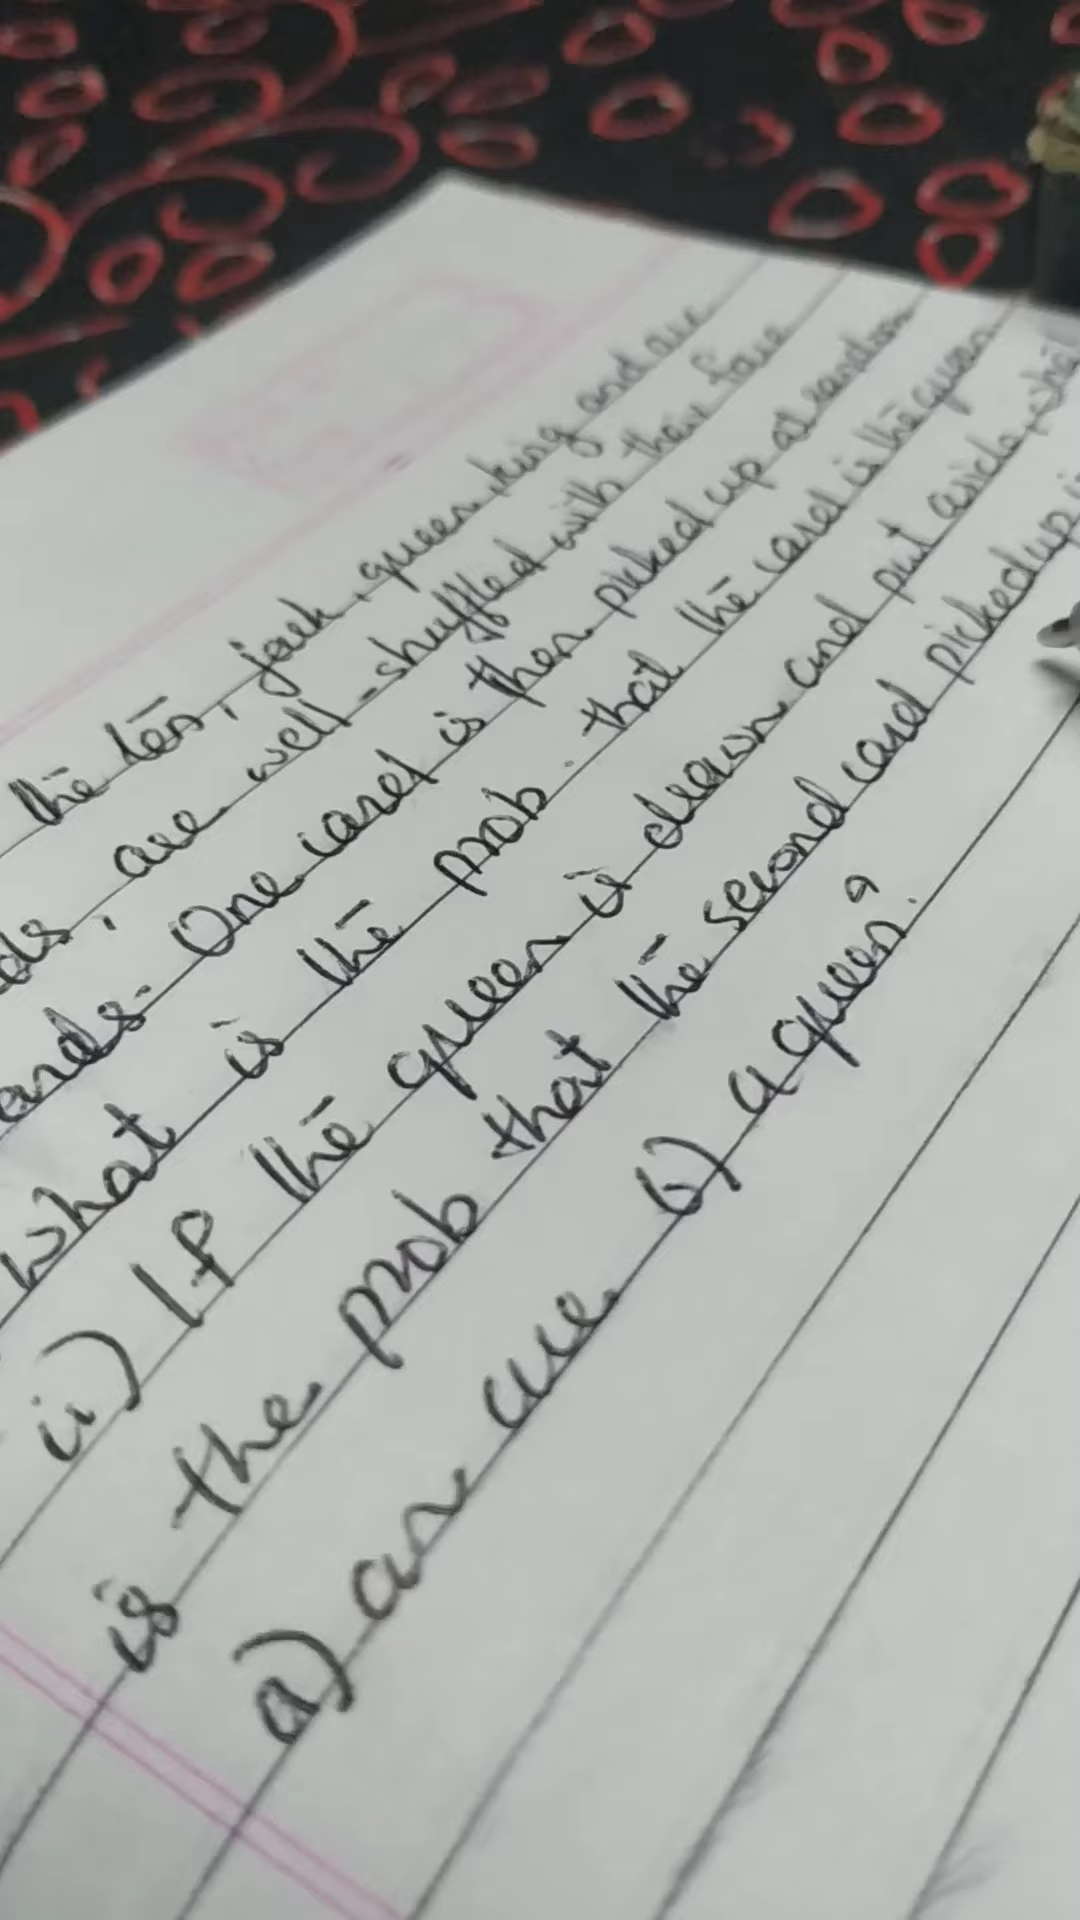 the ten, jack, queen, king and ace
ds, are well-shuffled with their face
ards. One card is then picked up at random
What is the prob. that the card is the queen
ii) If the queen is drawn and put aside, wha
is the prob that the second card picked up i
a) an ace b) a queen?